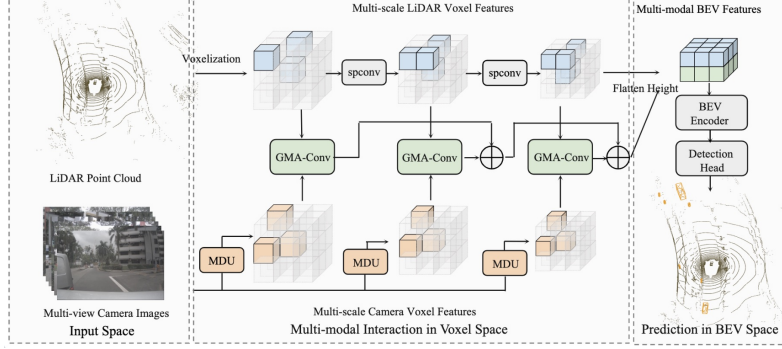 Multi-scale LiDAR Voxel Features
Multi-modal BEV Features
Voxelization
spconv
spconv
Flatten Height
BEV
Encoder
GMA-Conv
GMA-Conv
GMA-Conv
Detection
Head
LiDAR Point Cloud
MDU
MDU
MDU
Multi-view Camera Images
Multi-scale Camera Voxel Features
Input Space
Multi-modal Interaction in Voxel Space
Prediction in BEV Space